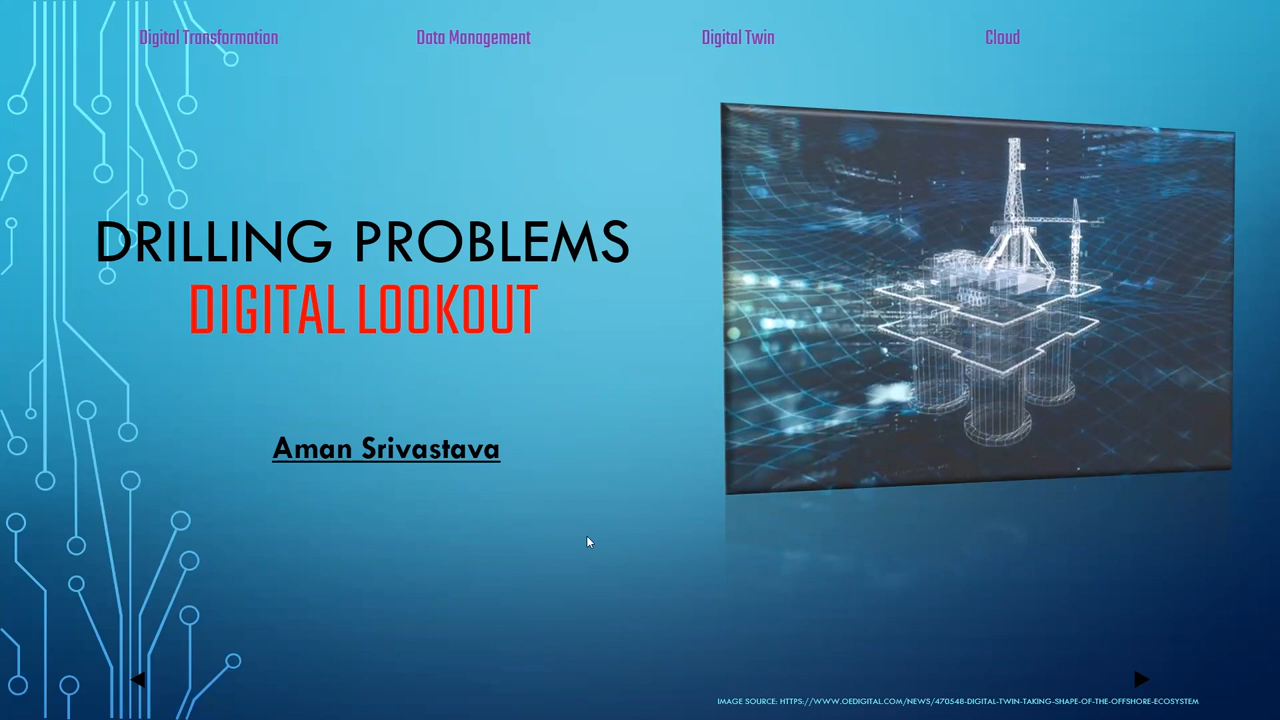 Digital Transformation Data Management Digital Twin Cloud
DRILLING PROBLEMS
DIGITAL LOOKOUT
Aman Srivastava
IMAGE SOURCE: HTTPS://WWW.OEDIGITAL.COM/NEWS/470548-DIGITAL-TWIN-TAKING-SHAPE-OF-THE-OFFSHORE-ECOSYSTEM